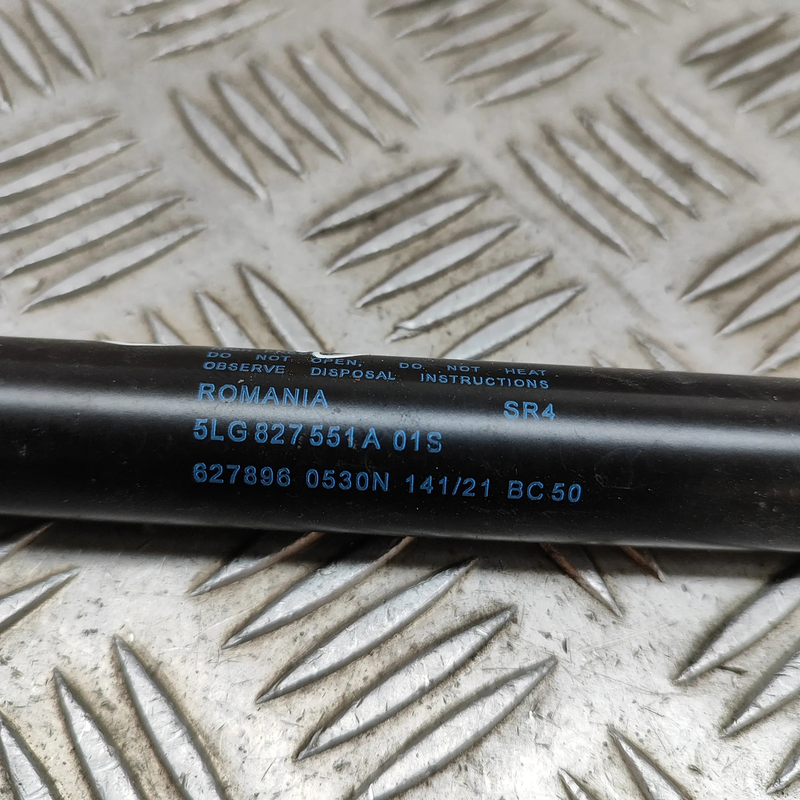 DO NOT OPEN, DO NOT HEAT
OBSERVE DISPOSAL INSTRUCTIONS
ROMANIA SR4
5LG 827 551 A 01S
627896 0530N 141/21 BC 50